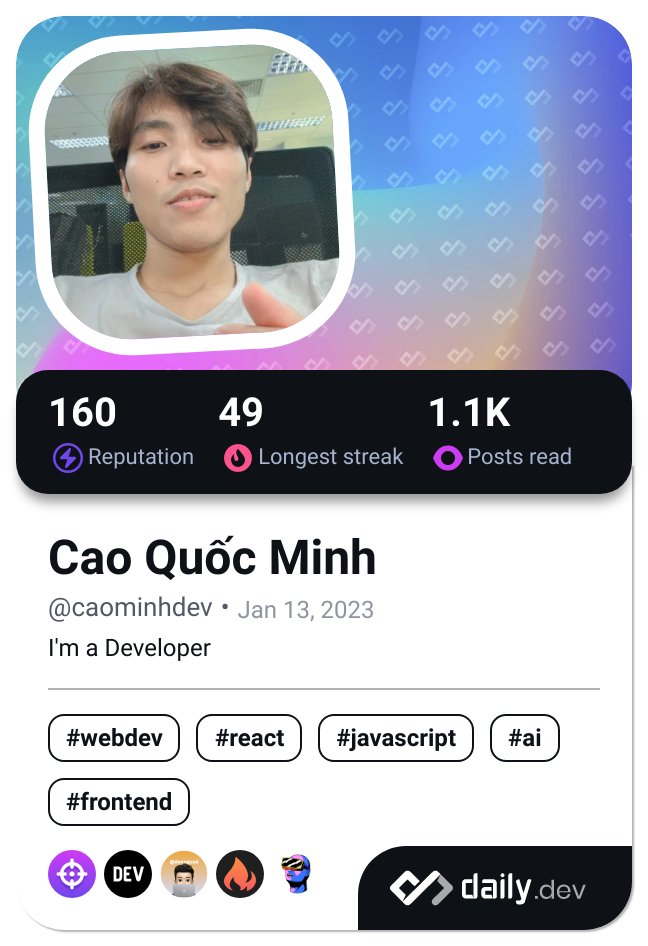 160 49 1.1K
Reputation Longest streak Posts read
Cao Quốc Minh
@caominhdev • Jan 13, 2023
I'm a Developer
#webdev #react #javascript #ai
#frontend
DEV
daily.dev